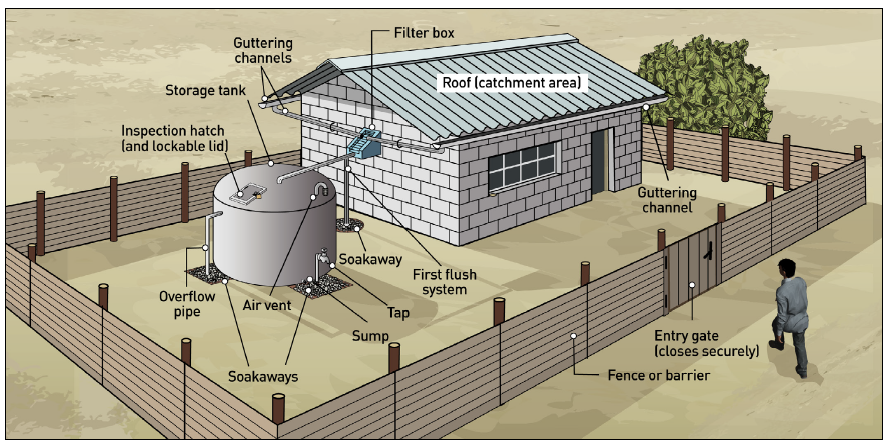 Filter box
Guttering
channels
Roof (catchment area)
Storage tank
Inspection hatch
(and lockable lid)
Guttering
channel
Soakaway
First flush
system
Overflow
pipe
Air vent
Tap
Sump
Entry gate
(closes securely)
Soakaways
Fence or barrier